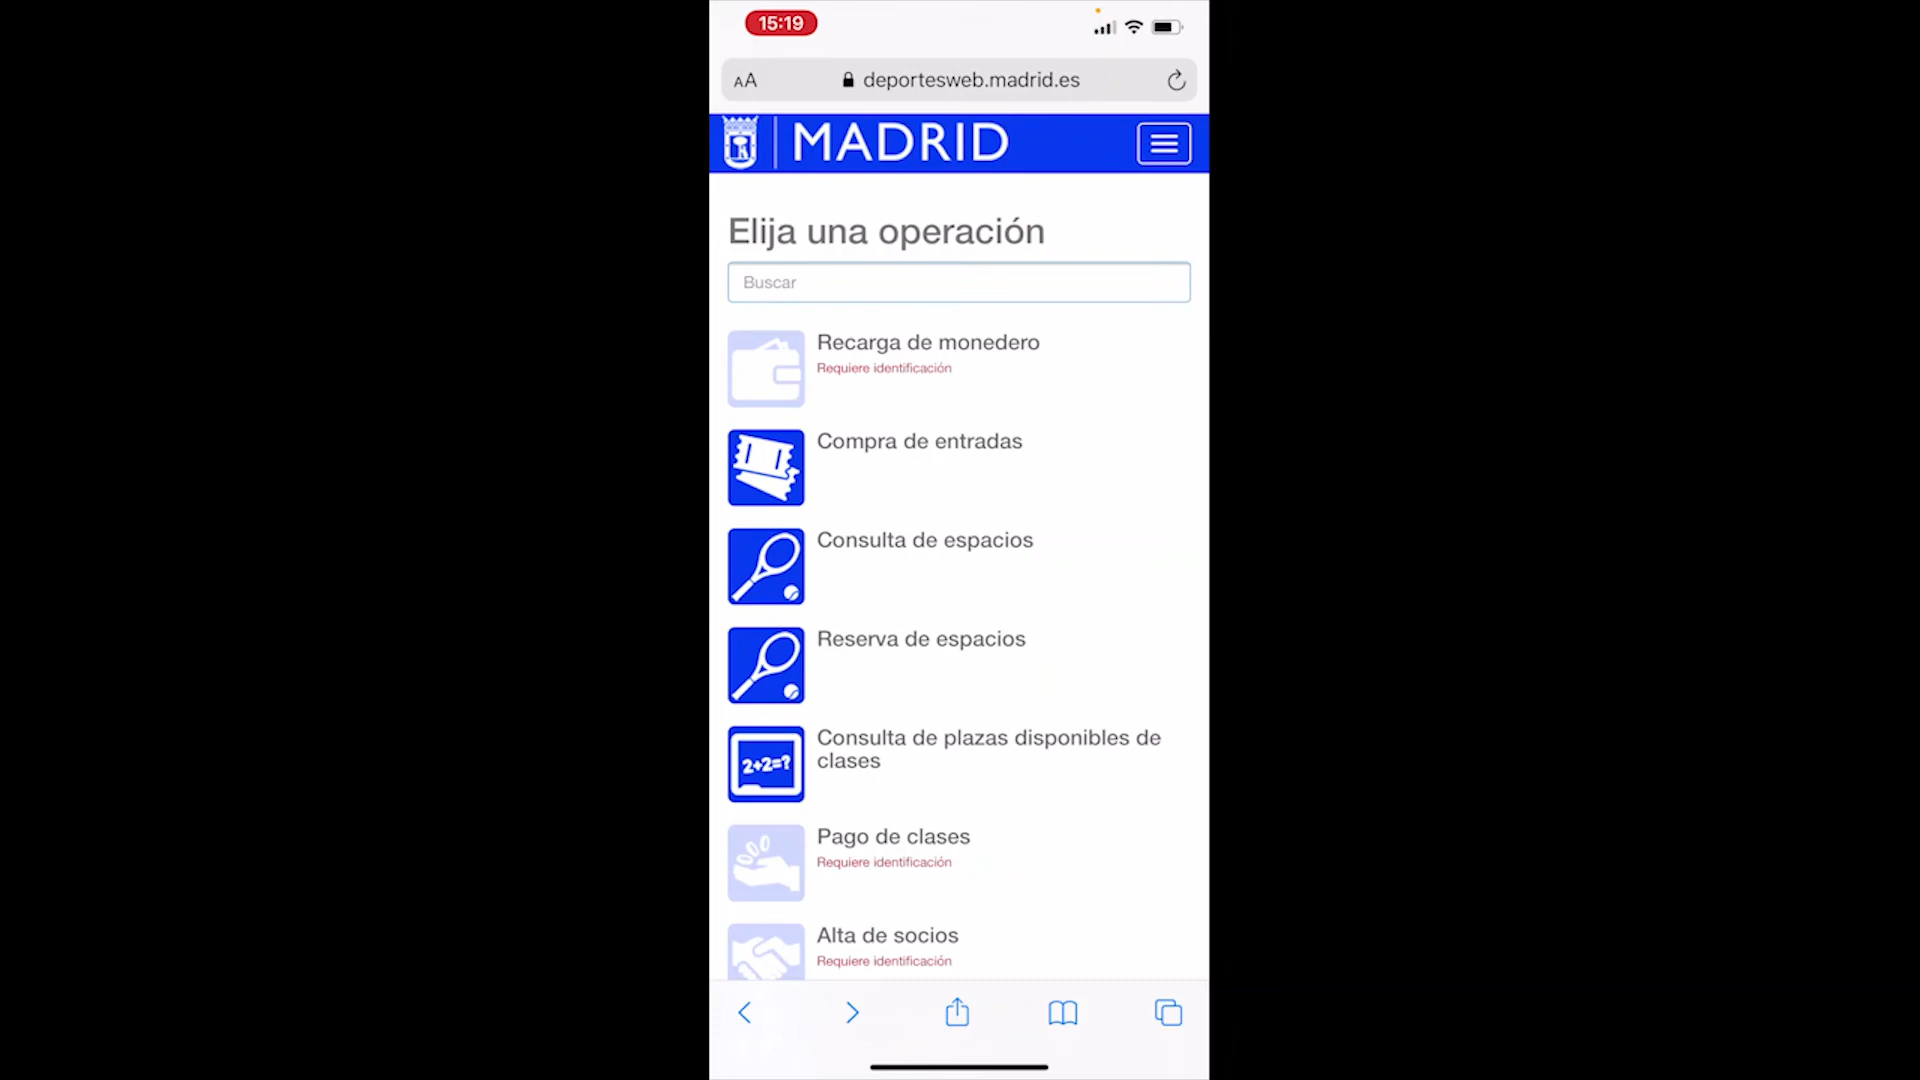 15:19
AA deportesweb.madrid.es
MADRID
Elija una operación
Buscar
Recarga de monedero
Requiere identificación
Compra de entradas
Consulta de espacios
Reserva de espacios
Consulta de plazas disponibles de
clases
2+2=?
Pago de clases
Requiere identificación
Alta de socios
Requiere identificación